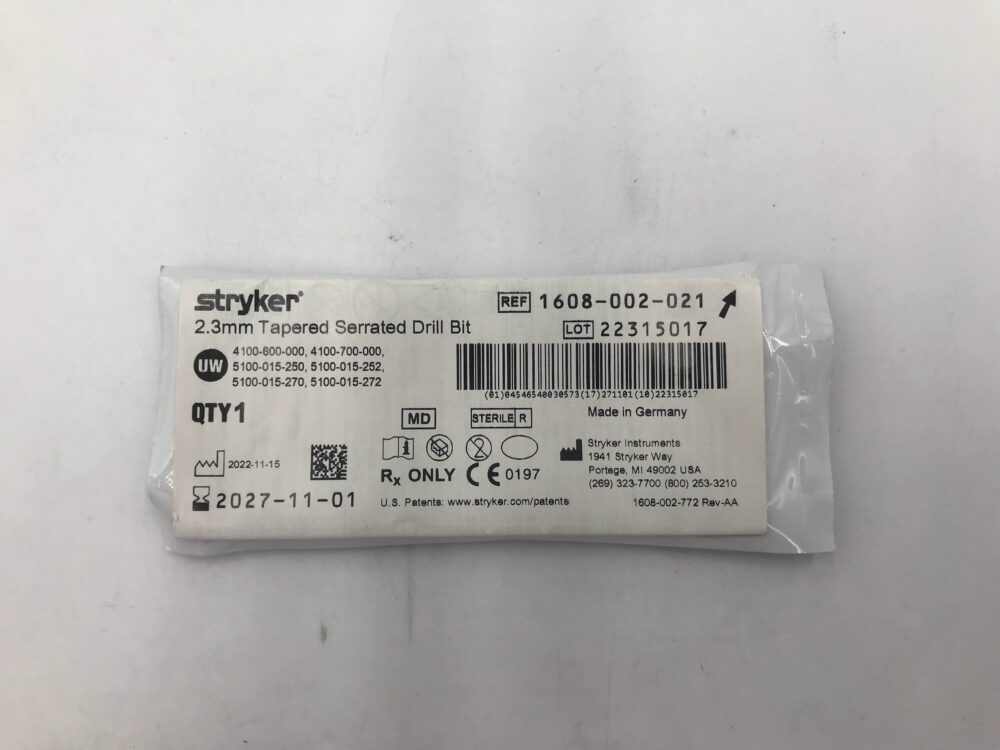 stryker®
REF 1608-002-021
2.3mm Tapered Serrated Drill Bit
LOT 22315017
UW
4100-600-000, 4100-700-000,
5100-015-250, 5100-015-252,
5100-015-270, 5100-015-272
(01)04546540030573(17)271101(10)22315017
QTY 1
MD
STERILE R
Made in Germany
2022-11-15
2027-11-01
i
2
Rx ONLY CE 0197
U.S. Patents: www.stryker.com/patents
Stryker Instruments
1941 Stryker Way
Portage, MI 49002 USA
(269) 323-7700 (800) 253-3210
1608-002-772 Rev-AA